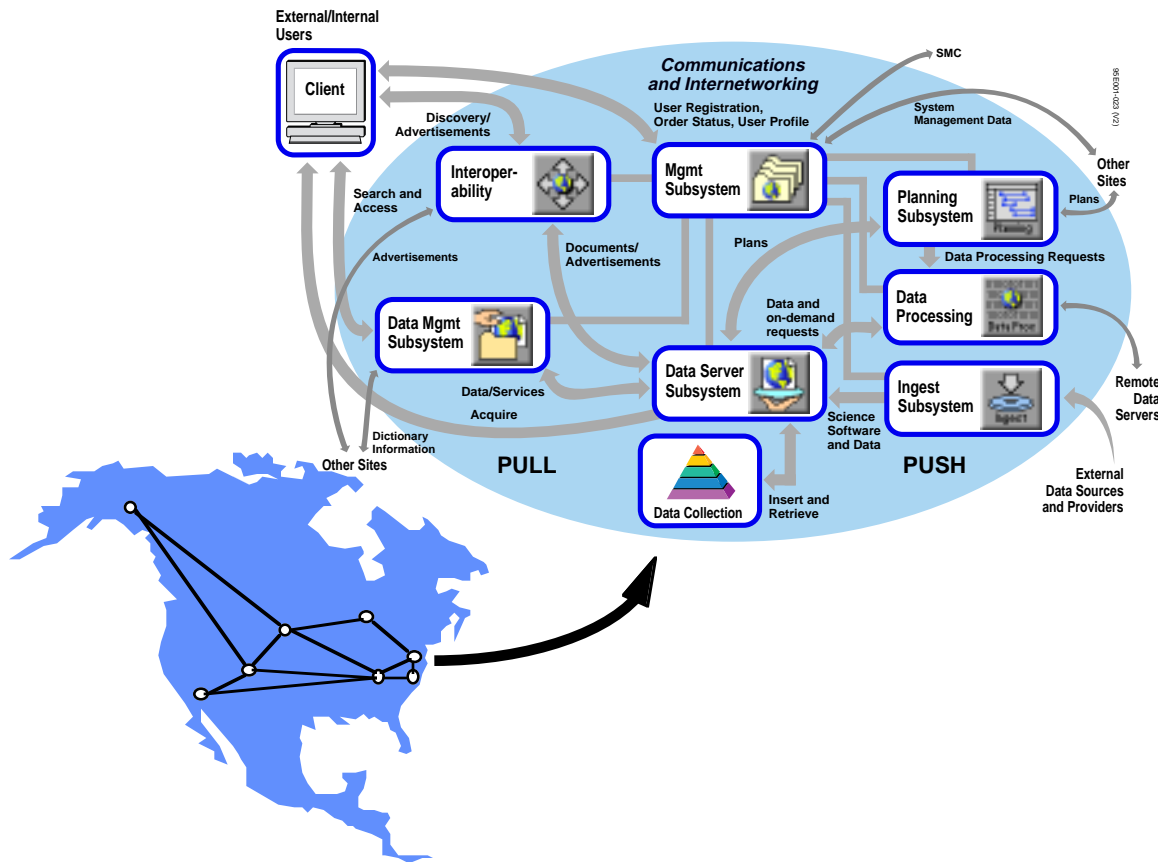 External/Internal
Users
Client
Communications
and Internetworking
User Registration,
Order Status, User Profile
SMC
95E001-023 (V2)
System
Management Data
Discovery/
Advertisements
Interoper-
ability
Mgmt
Subsystem
Planning
Subsystem
Planning
Other
Sites
Plans
Search and
Access
Advertisements
Documents/
Advertisements
Plans
Data Processing Requests
Data Mgmt
Subsystem
Data and
on-demand
requests
Data
Processing
DataProc
Data Server
Subsystem
Ingest
Subsystem
Ingest
Remote
Data
Servers
Data/Services
Acquire
Science
Software
and Data
Dictionary
Information
Other Sites
PULL
PUSH
Data Collection
Insert and
Retrieve
External
Data Sources
and Providers